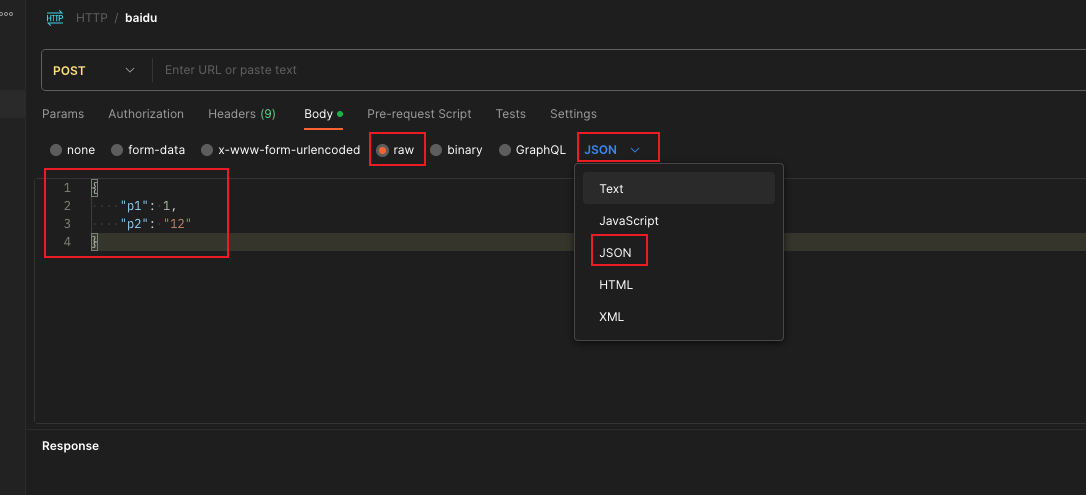 HTTP HTTP / baidu
POST Enter URL or paste text
Params Authorization Headers (9) Body Pre-request Script Tests Settings
none form-data x-www-form-urlencoded raw binary GraphQL JSON
1 {
2 "p1": 1,
3 "p2": "12"
4 }
Text
JavaScript
JSON
HTML
XML
Response